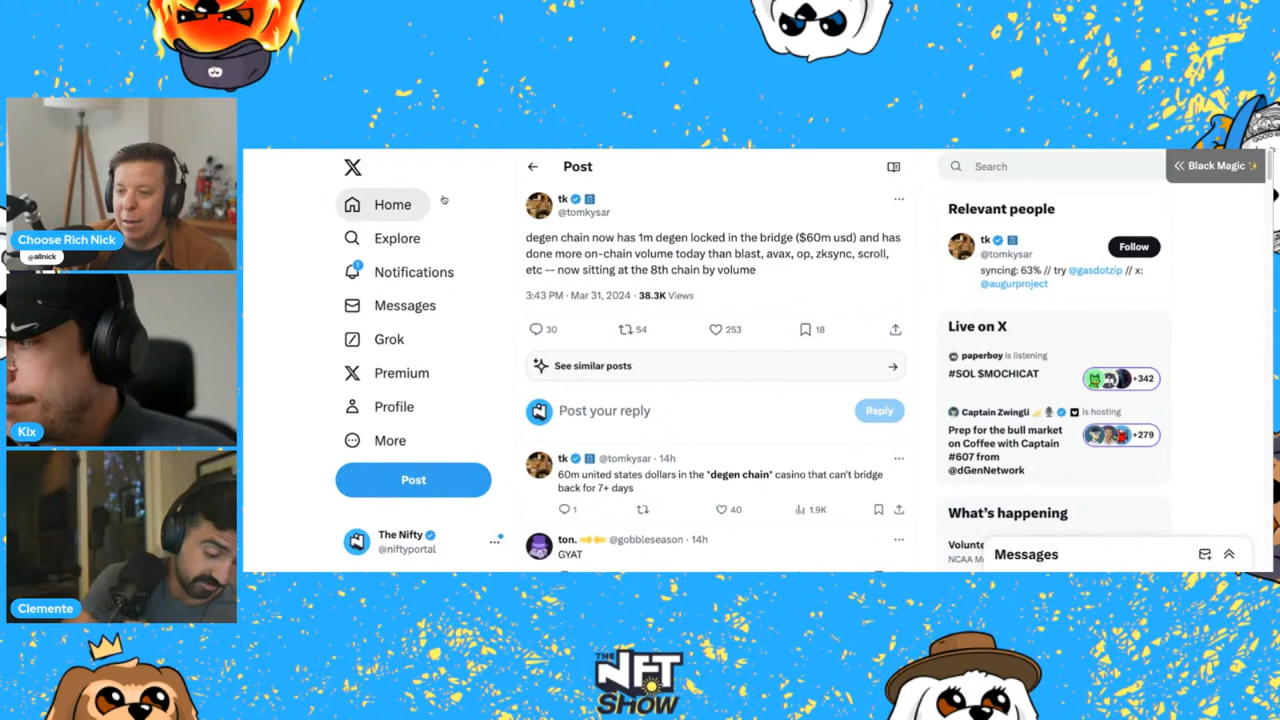 Choose Rich Nick
@allnick
Kix
Clemente
Home
Explore
1
Notifications
Messages
Grok
Premium
Profile
More
Post
The Nifty
@niftyportal
Post
tk
@tomkysar
degen chain now has 1m degen locked in the bridge ($60m usd) and has
done more on-chain volume today than blast, avax, op, zksync, scroll,
etc -- now sitting at the 8th chain by volume
3:43 PM · Mar 31, 2024 · 38.3K Views
30 54 253 18
See similar posts
Post your reply
Reply
tk @tomkysar · 14h
60m united states dollars in the *degen chain* casino that can't bridge
back for 7+ days
1 40 1.9K
ton. @gobbleseason · 14h
GYAT
Search
Black Magic
Relevant people
tk
@tomkysar
Follow
syncing: 63% // try @gasdotzip // x:
@augurproject
Live on X
paperboy is listening
#SOL $MOCHICAT
+342
Captain Zwingli is hosting
Prep for the bull market
on Coffee with Captain
#607 from
@dGenNetwork
+279
What's happening
Volunte
NCAA M
Messages
THE
NFT
SHOW